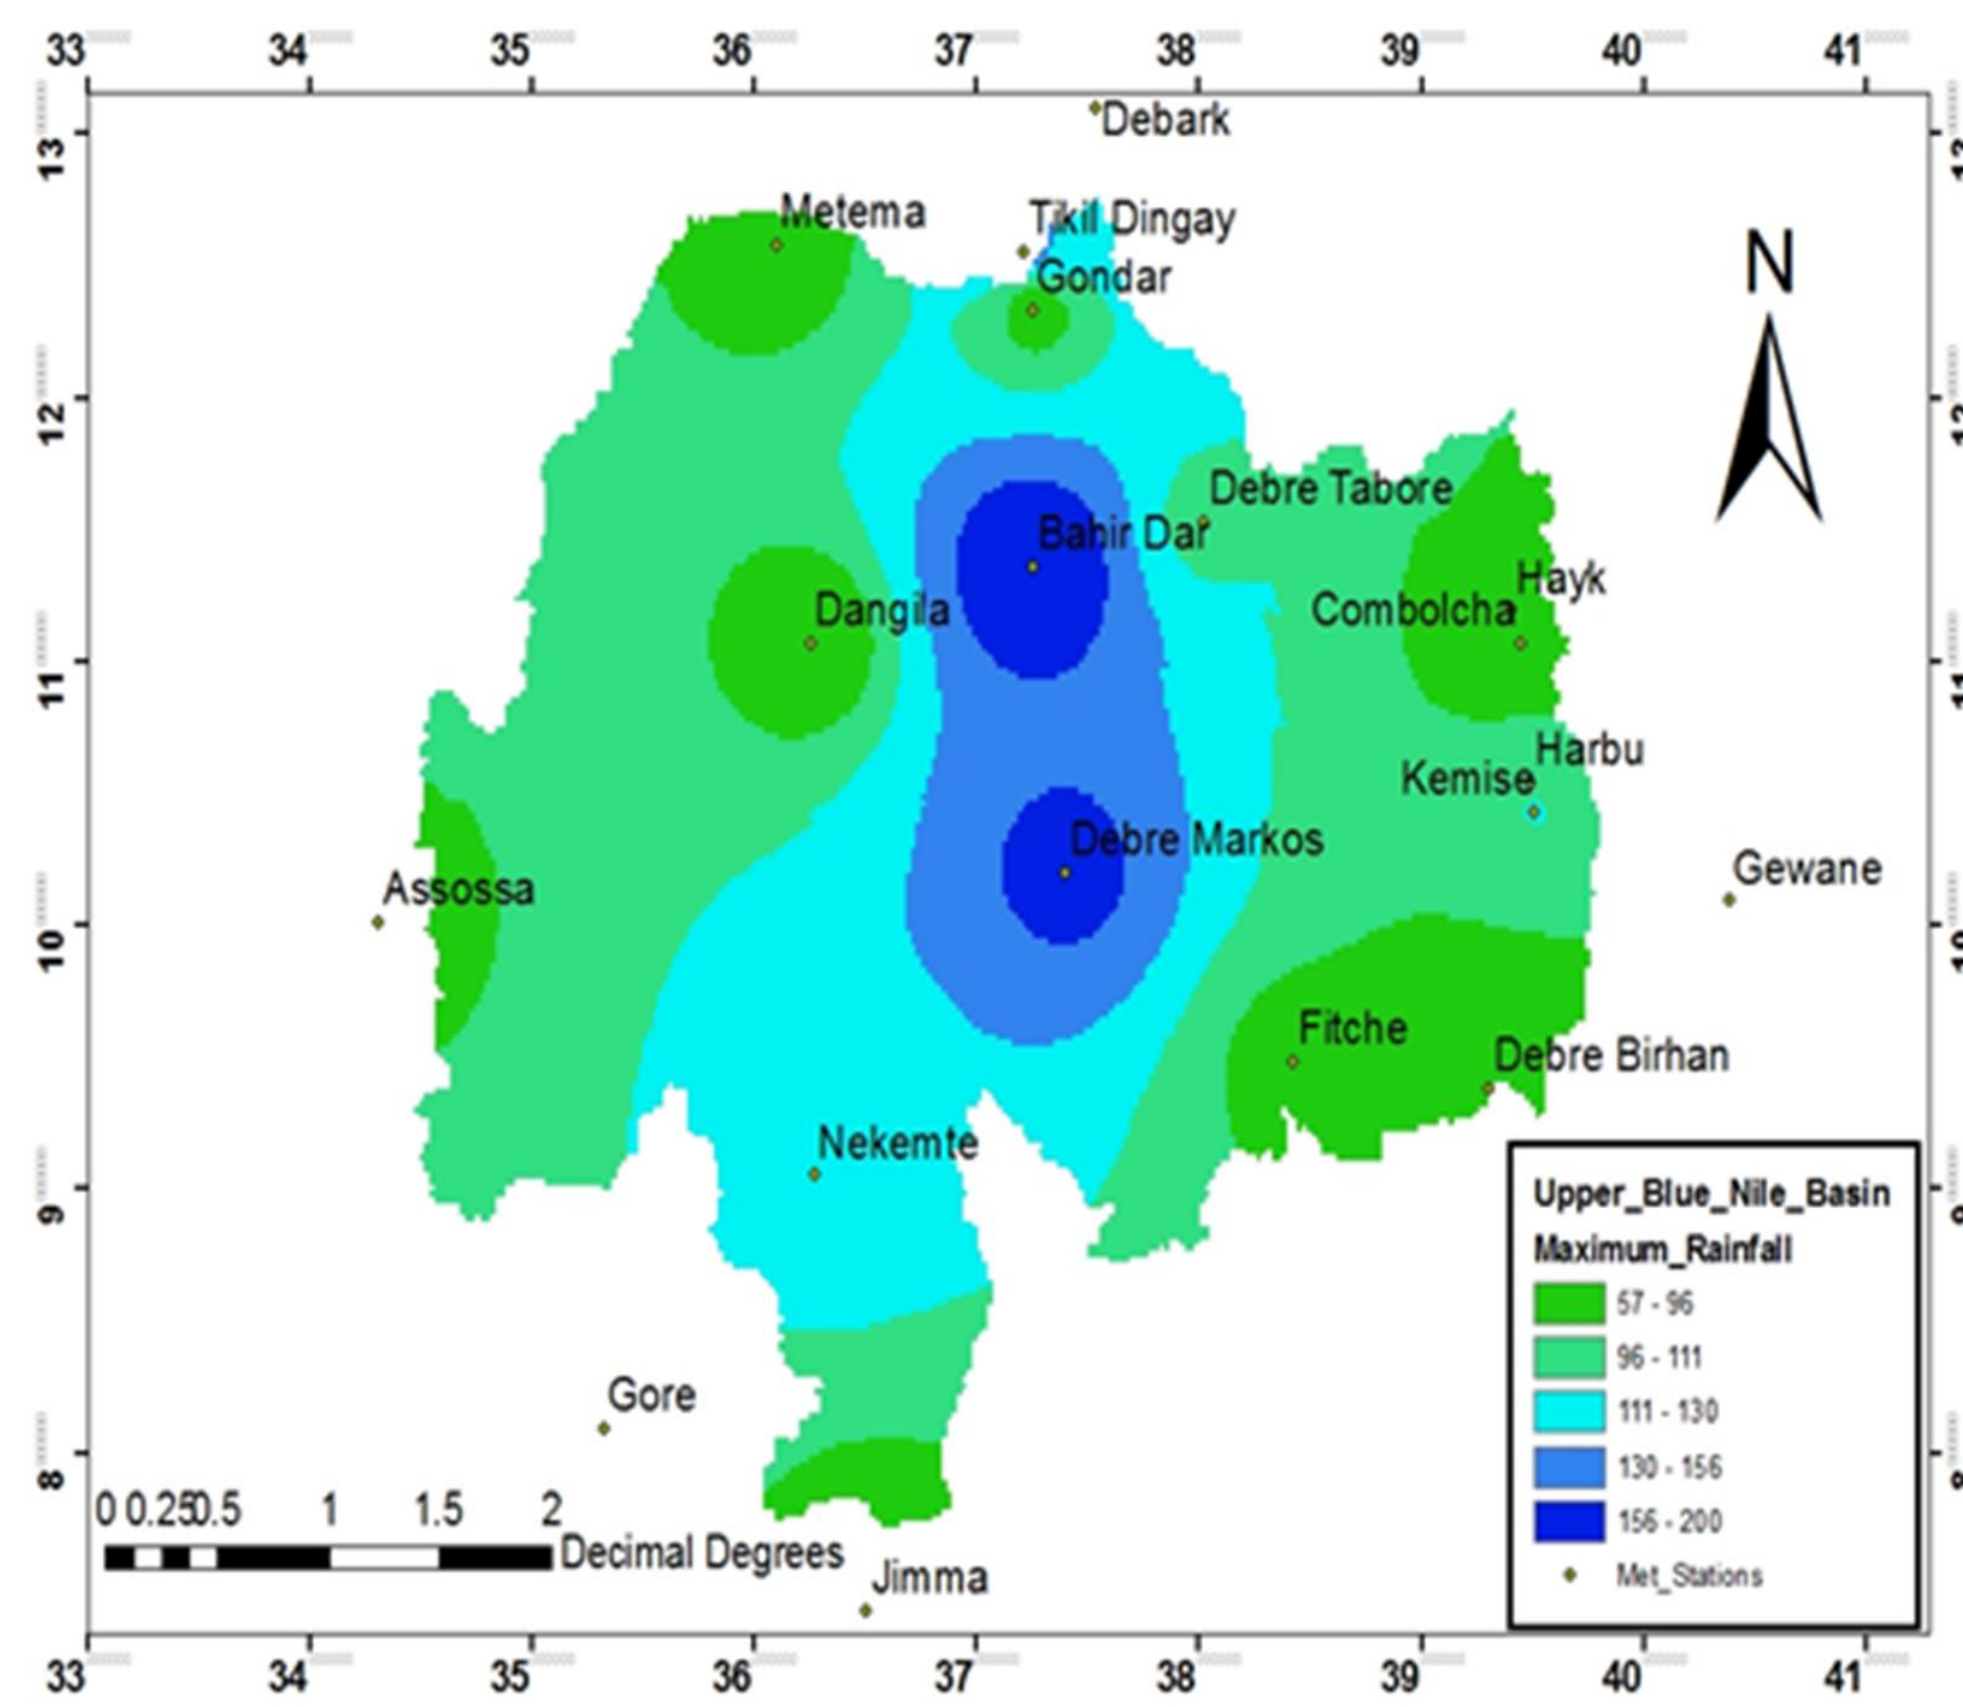 33 34 35 36 37 38 39 40 41
13
12
11
10
9
8
Debark
Metema
Tikil Dingay
Gondar
N
Debre Tabore
Bahir Dar
Hayk
Dangila
Combolcha
Harbu
Kemise
Debre Markos
Gewane
Assossa
Fitche
Debre Birhan
Nekemte
Gore
Jimma
Upper_Blue_Nile_Basin
Maximum_Rainfall
57 - 96
96 - 111
111 - 130
130 - 156
156 - 200
Met_Stations
0 0.25 0.5 1 1.5 2
Decimal Degrees
33 34 35 36 37 38 39 40 41